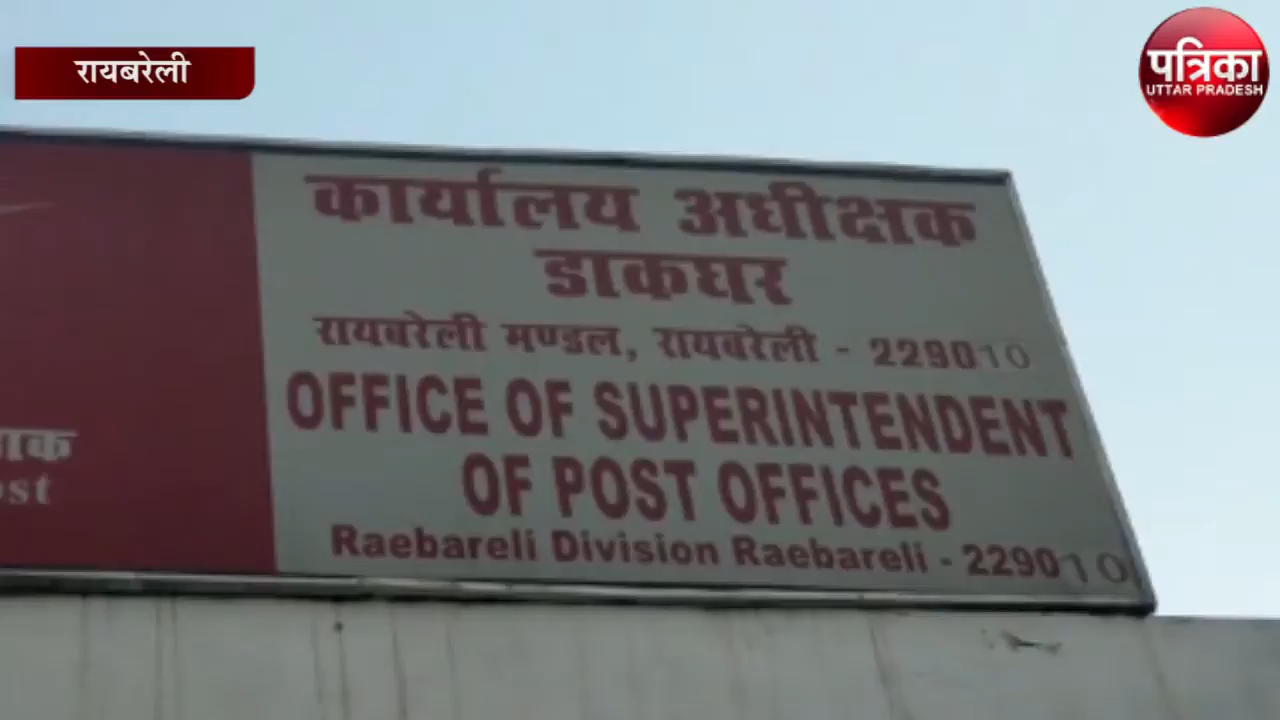 रायबरेली
पत्रिका
UTTAR PRADESH
कार्यालय अधीक्षक
डाकघर
रायबरेली मण्डल, रायबरेली - 229010
OFFICE OF SUPERINTENDENT
OF POST OFFICES
Raebareli Division Raebareli - 229010